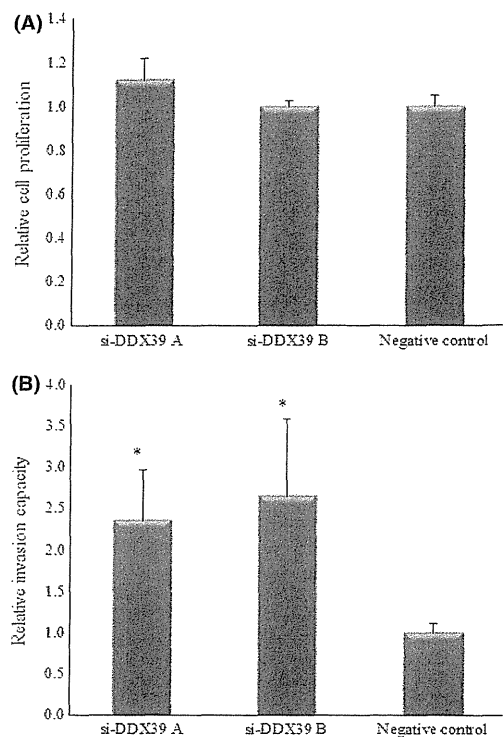 (A)
Relative cell proliferation
1.4
1.2
1.0
0.8
0.6
0.4
0.2
0.0
si-DDX39 A
si-DDX39 B
Negative control
(B)
Relative invasion capacity
4.0
3.5
3.0
2.5
2.0
1.5
1.0
0.5
0.0
*
*
si-DDX39 A
si-DDX39 B
Negative control